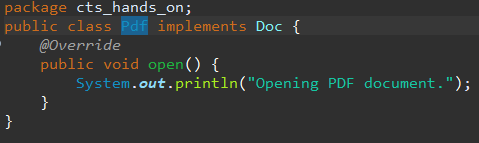 package cts_hands_on;
public class Pdf implements Doc {
    @Override
    public void open() {
        System.out.println("Opening PDF document.");
    }
}